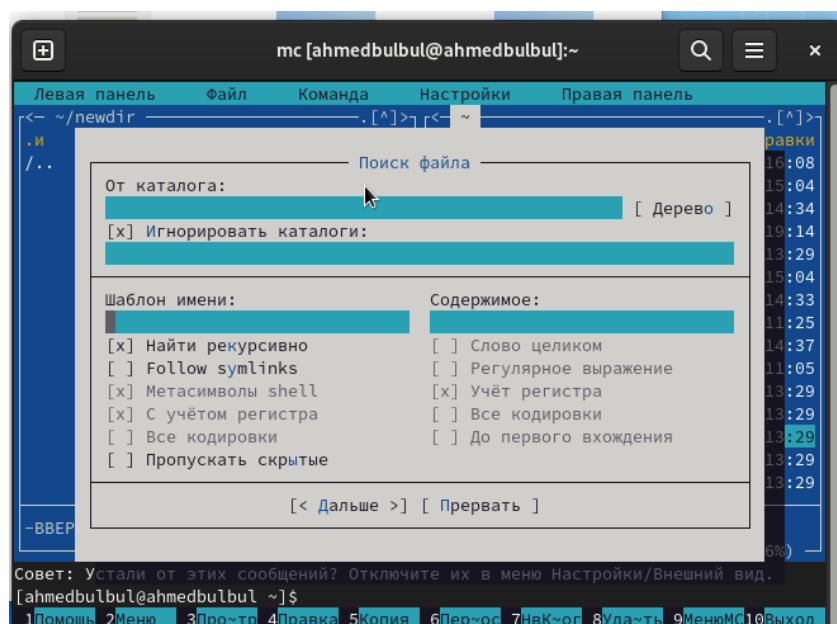 mc [ahmedbulbul@ahmedbulbul]:~
Левая панель Файл Команда Настройки Правая панель
<— ~/newdir .[^]> <— ~ .[^]>
.и равки
/..
Поиск файла
От каталога:
[ Дерево ]
[x] Игнорировать каталоги:
Шаблон имени: Содержимое:
[x] Найти рекурсивно [ ] Слово целиком
[ ] Follow symlinks [ ] Регулярное выражение
[x] Метасимволы shell [x] Учёт регистра
[x] С учётом регистра [ ] Все кодировки
[ ] Все кодировки [ ] До первого вхождения
[ ] Пропускать скрытые
[< Дальше >] [ Прервать ]
16:08
15:04
14:34
19:14
13:29
15:04
14:33
11:25
14:37
11:05
13:29
13:29
13:29
13:29
13:29
-ВВЕР
6%)
Совет: Устали от этих сообщений? Отключите их в меню Настройки/Внешний вид.
[ahmedbulbul@ahmedbulbul ~]$
1Помощь 2Меню 3Про~тр 4Правка 5Копия 6Пер~ос 7НвК~ог 8Уда~ть 9МенюMC 10Выход